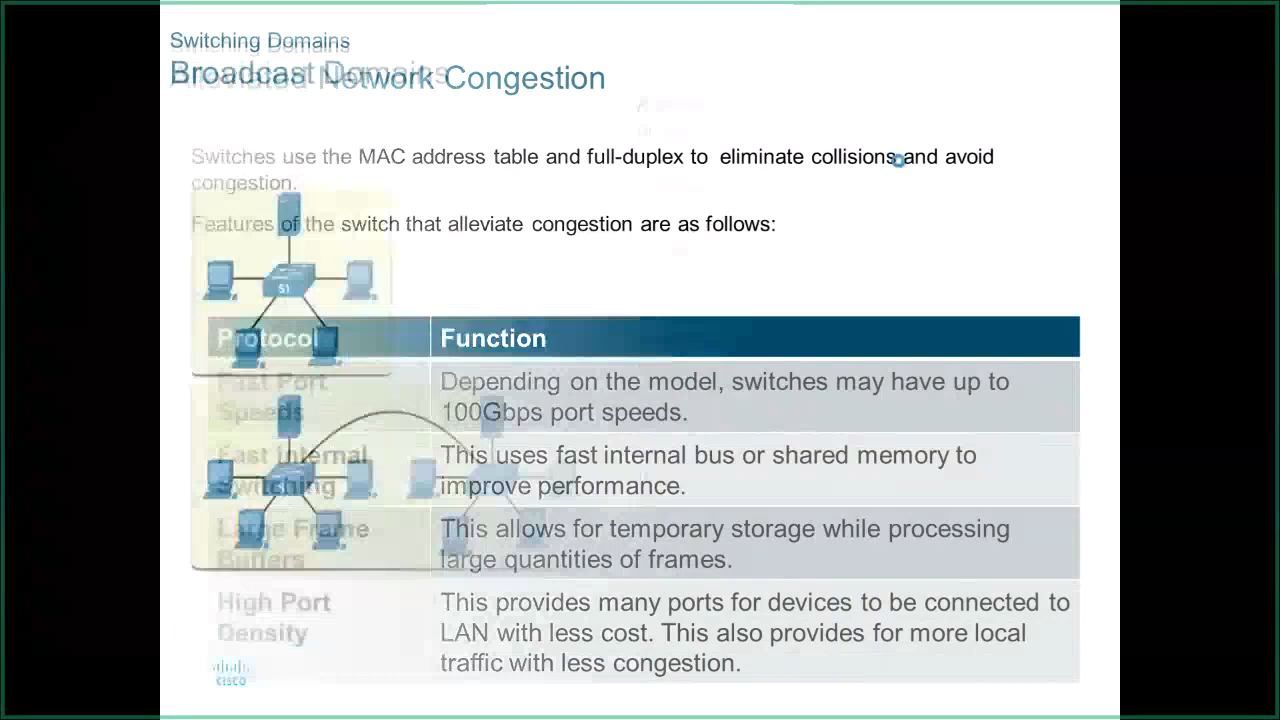 Switching Domains
Broadcast Domains
Alleviated Network Congestion
Switches use the MAC address table and full-duplex to eliminate collisions and avoid
congestion.
Features of the switch that alleviate congestion are as follows:
S1
Protocol Function
Fast Port Depending on the model, switches may have up to
Speeds 100Gbps port speeds.
Fast Internal This uses fast internal bus or shared memory to
Switching improve performance.
Large Frame This allows for temporary storage while processing
Buffers large quantities of frames.
High Port This provides many ports for devices to be connected to
Density LAN with less cost. This also provides for more local
traffic with less congestion.
CISCO